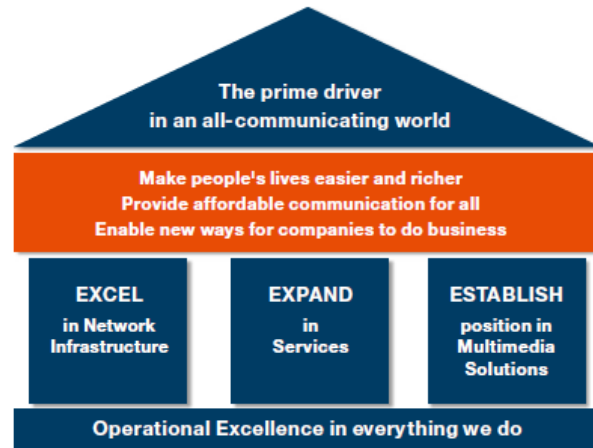 The prime driver
in an all-communicating world
Make people's lives easier and richer
Provide affordable communication for all
Enable new ways for companies to do business
EXCEL
in Network
Infrastructure
EXPAND
in
Services
ESTABLISH
position in
Multimedia
Solutions
Operational Excellence in everything we do